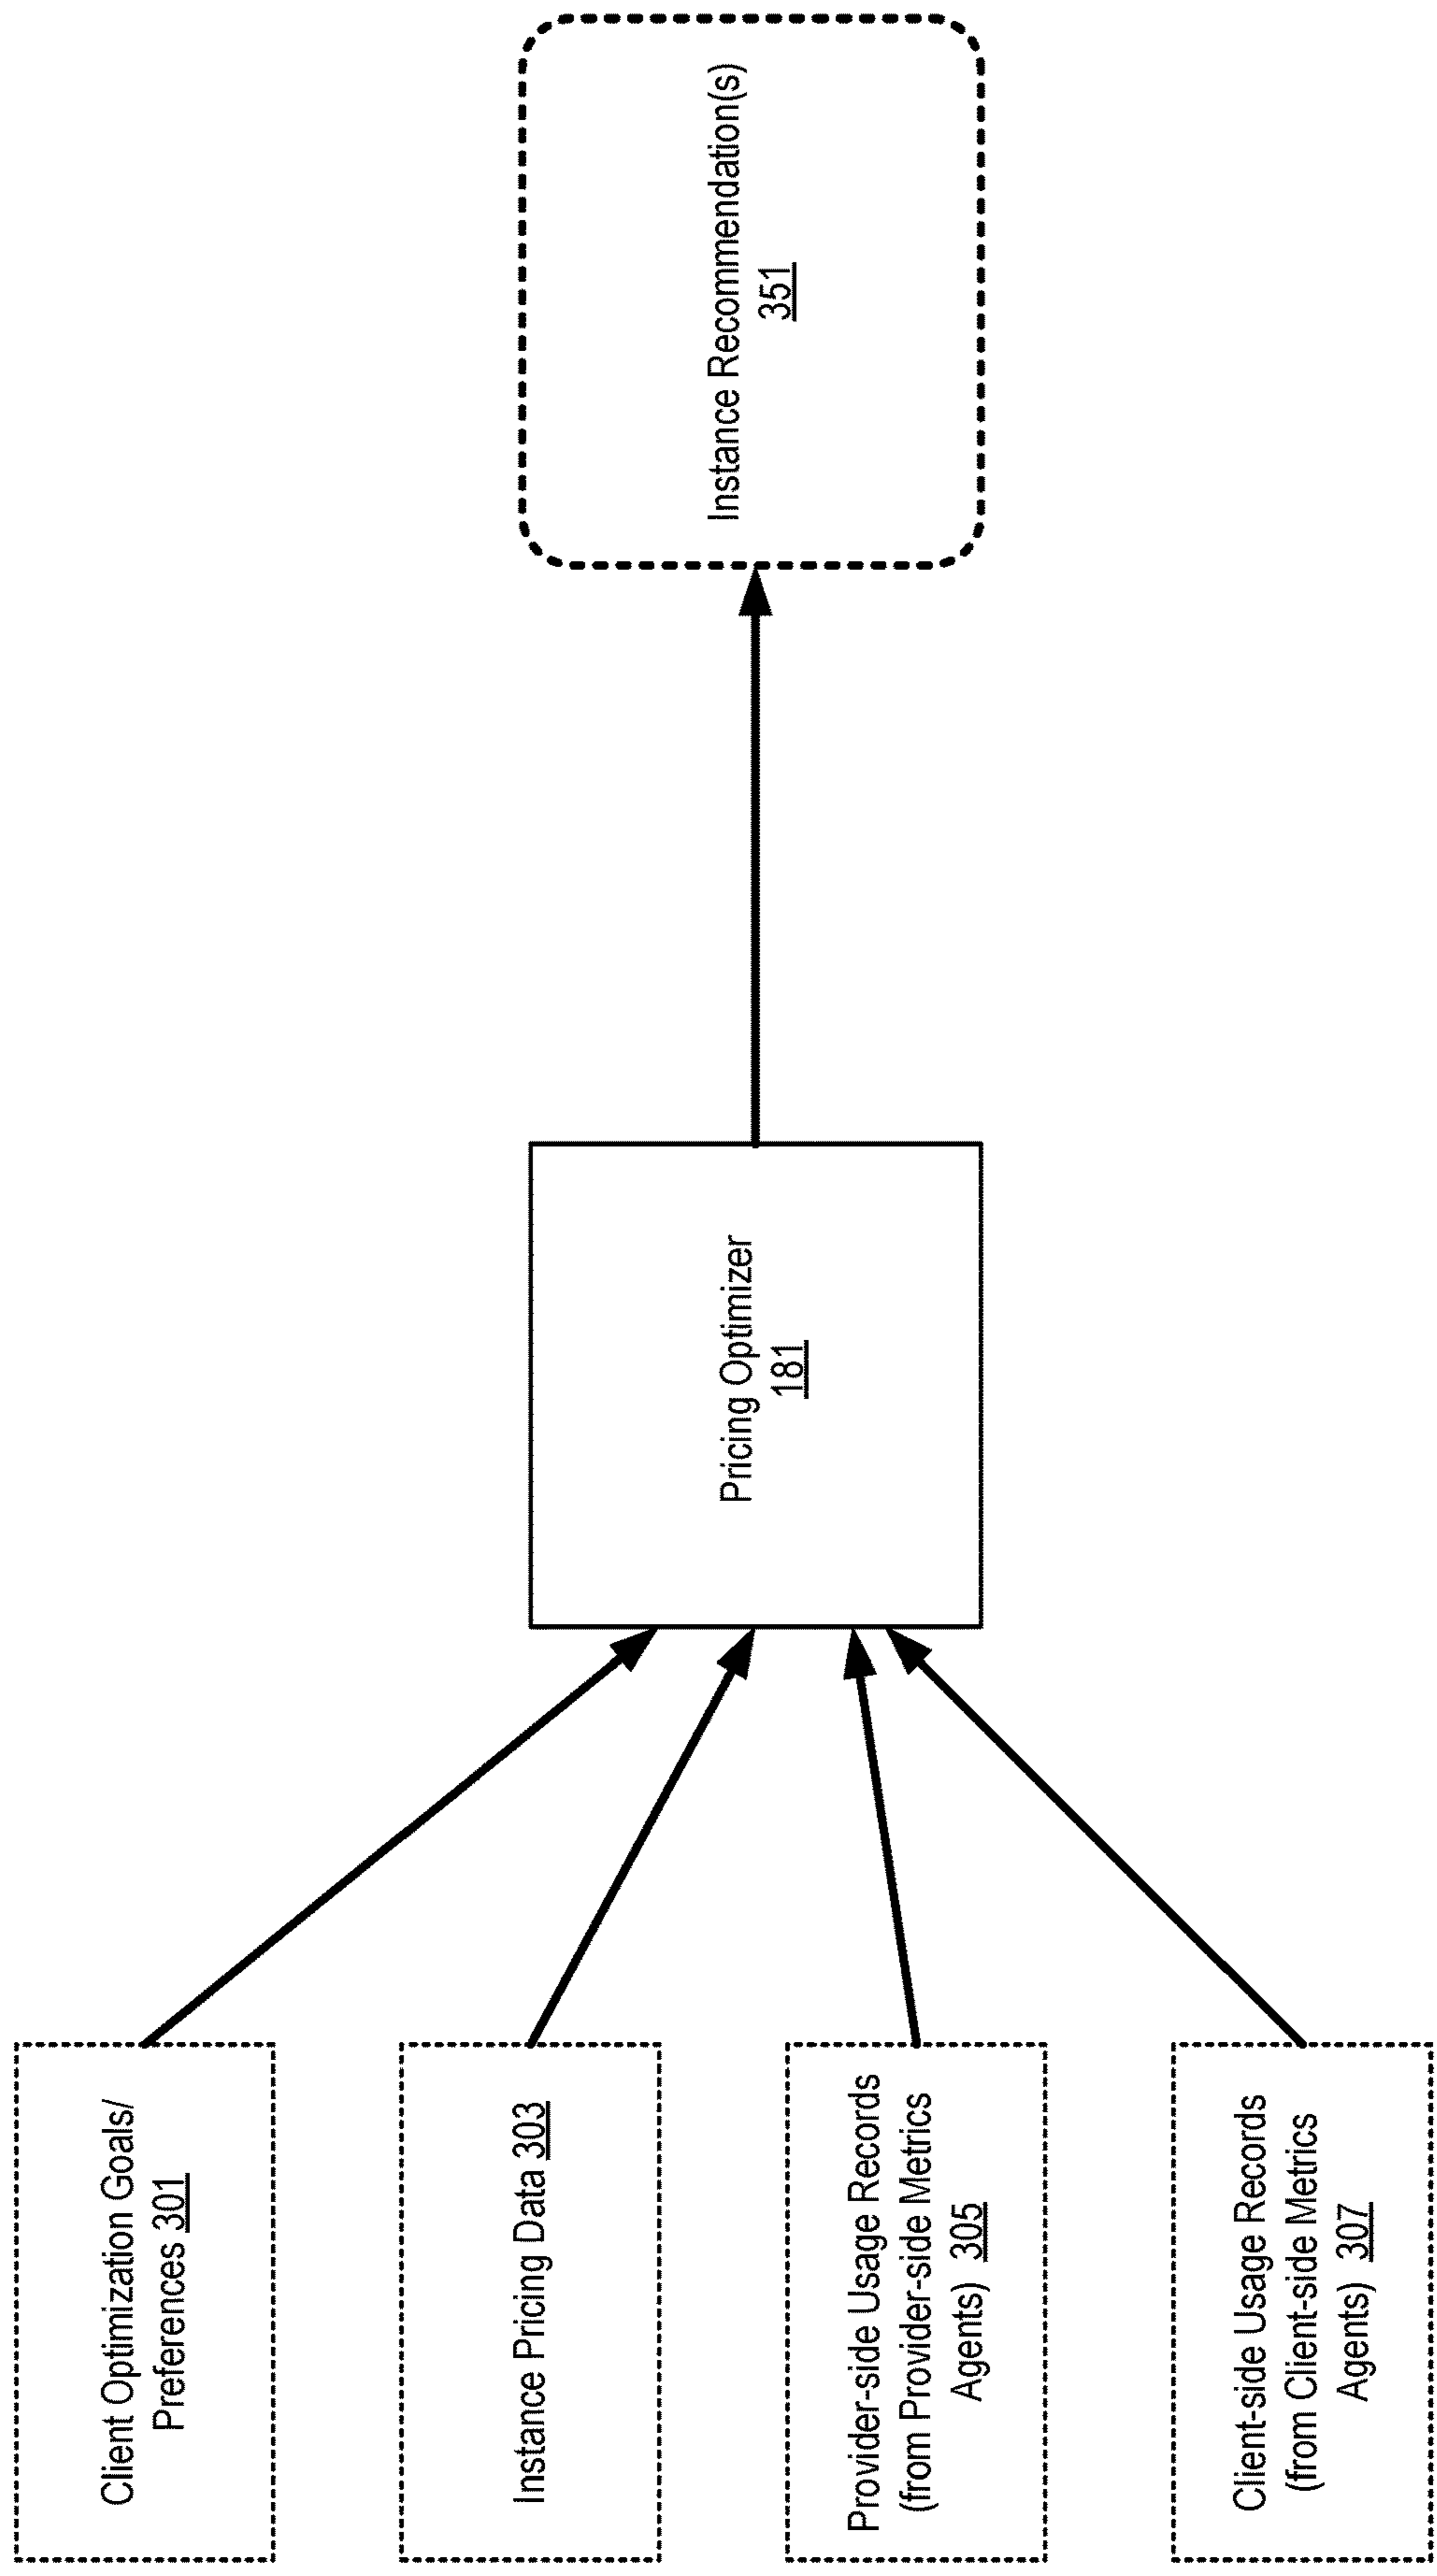 Client Optimization Goals/
Preferences 301
Instance Pricing Data 303
Provider-side Usage Records
(from Provider-side Metrics
Agents) 305
Client-side Usage Records
(from Client-side Metrics
Agents) 307
Pricing Optimizer
181
Instance Recommendation(s)
351